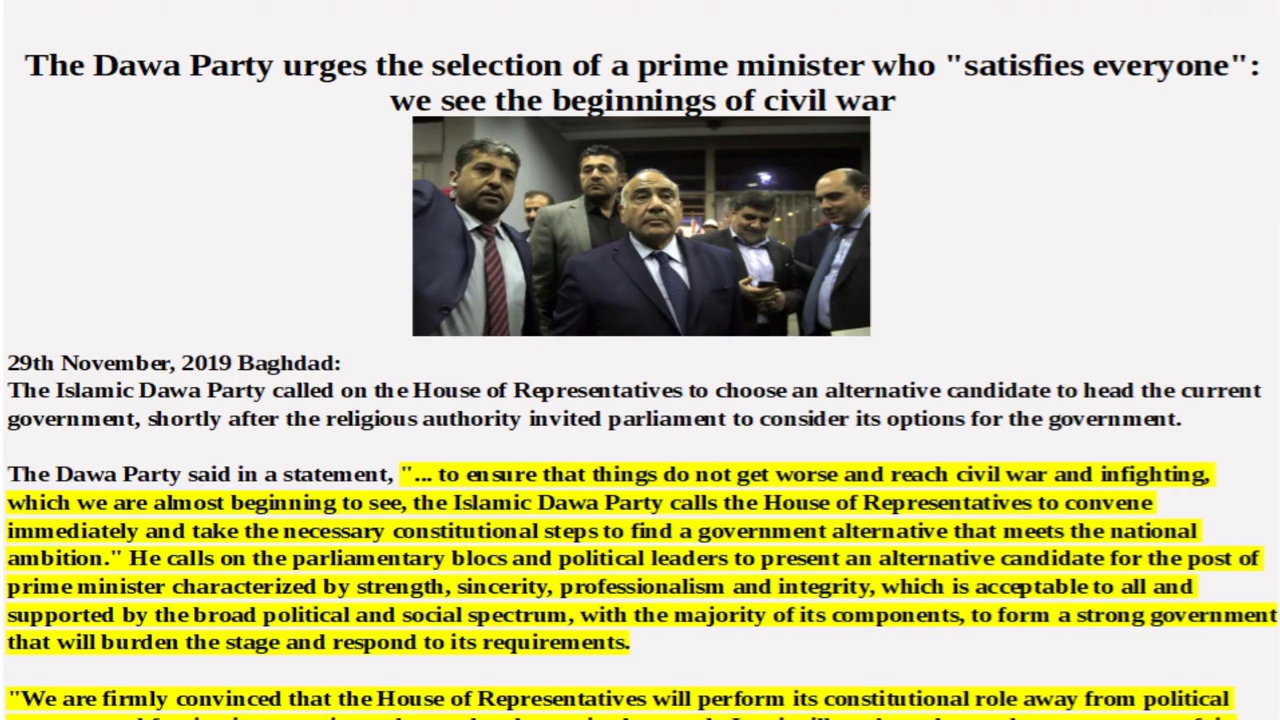 The Dawa Party urges the selection of a prime minister who "satisfies everyone":
we see the beginnings of civil war
29th November, 2019 Baghdad:
The Islamic Dawa Party called on the House of Representatives to choose an alternative candidate to head the current
government, shortly after the religious authority invited parliament to consider its options for the government.
The Dawa Party said in a statement, "... to ensure that things do not get worse and reach civil war and infighting,
which we are almost beginning to see, the Islamic Dawa Party calls the House of Representatives to convene
immediately and take the necessary constitutional steps to find a government alternative that meets the national
ambition." He calls on the parliamentary blocs and political leaders to present an alternative candidate for the post of
prime minister characterized by strength, sincerity, professionalism and integrity, which is acceptable to all and
supported by the broad political and social spectrum, with the majority of its components, to form a strong government
that will burden the stage and respond to its requirements.
"We are firmly convinced that the House of Representatives will perform its constitutional role away from political